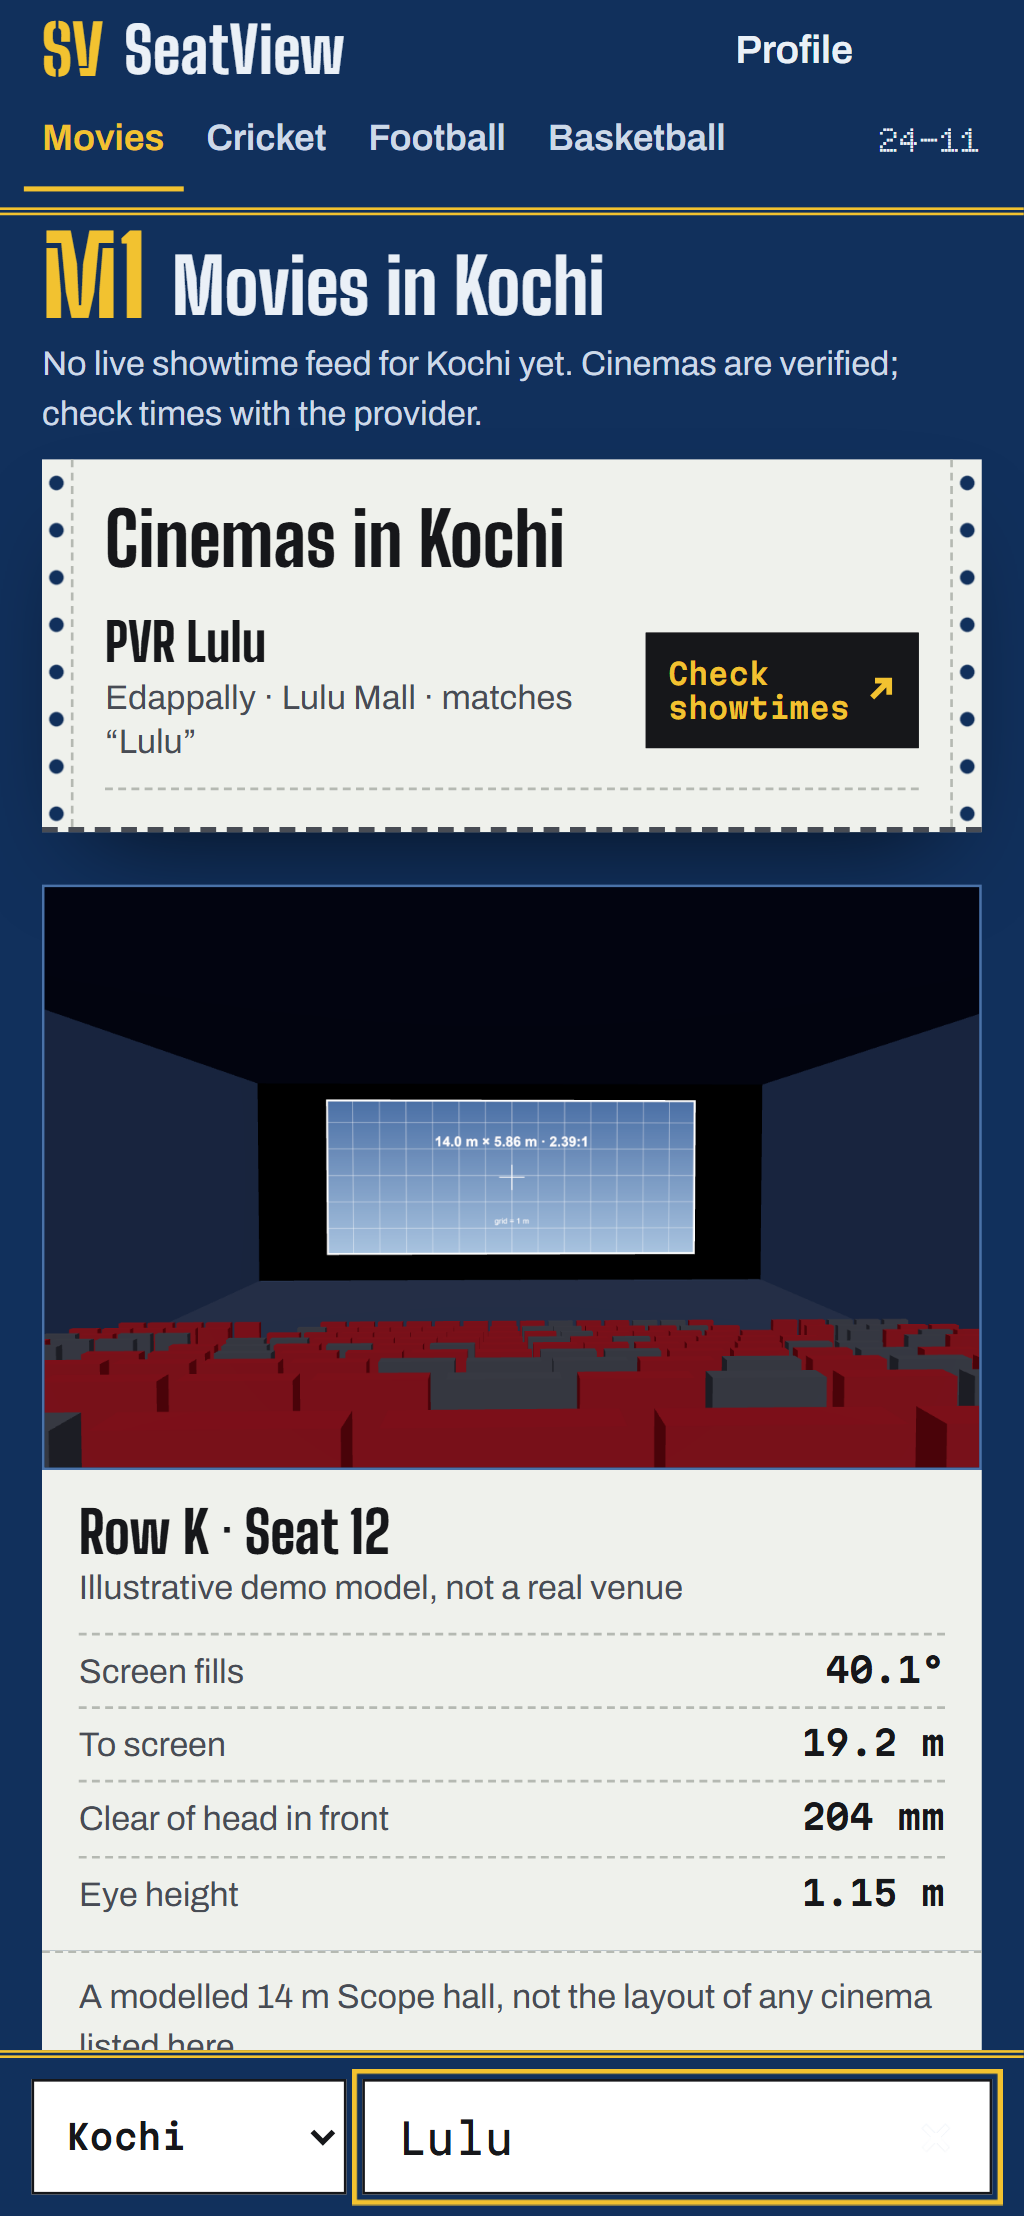 SV SeatView
Profile
Movies Cricket Football Basketball
24-11
M1 Movies in Kochi
No live showtime feed for Kochi yet. Cinemas are verified;
check times with the provider.
Cinemas in Kochi
PVR Lulu
Edappally · Lulu Mall · matches
“Lulu”
Check
showtimes ↗
14.0 m × 5.86 m · 2.39:1
grid = 1 m
Row K · Seat 12
Illustrative demo model, not a real venue
Screen fills 40.1°
To screen 19.2 m
Clear of head in front 204 mm
Eye height 1.15 m
A modelled 14 m Scope hall, not the layout of any cinema
listed here
Kochi
Lulu